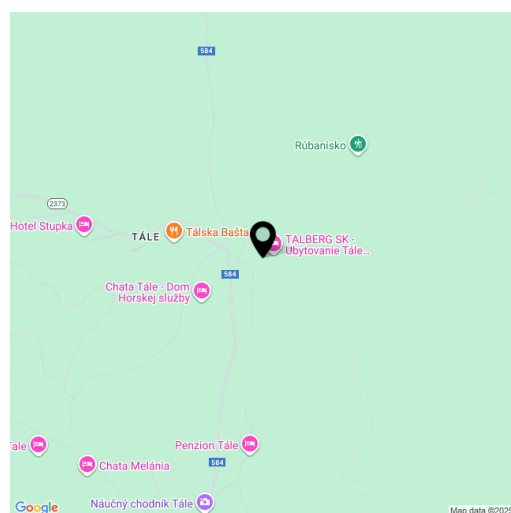 584
Rúbanisko
2373
Hotel Stupka
TÁLE
Tálska Bašta
TALBERG SK -
Ubytovanie Tále...
584
Chata Tále - Dom
Horskej služby
Tale
Chata Melánia
Penzion Tále
584
Náučný chodník Tále
Google
Map data ©2025